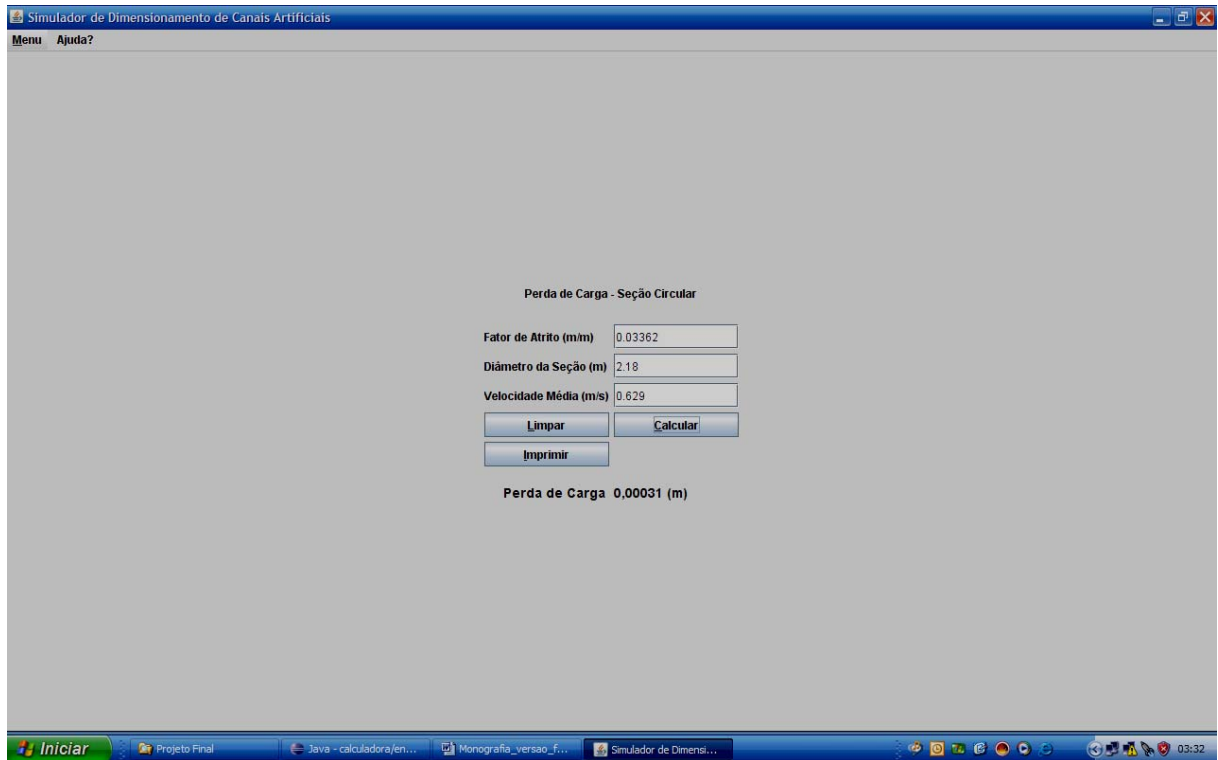 Simulador de Dimensionamento de Canais Artificiais
Menu Ajuda?
Perda de Carga - Seção Circular
Fator de Atrito (m/m) 0.03362
Diâmetro da Seção (m) 2.18
Velocidade Média (m/s) 0.629
Limpar Calcular
Imprimir
Perda de Carga 0,00031 (m)
Iniciar Projeto Final Java - calculadora/en... Monografia_versao_f... Simulador de Dimensi... 03:32